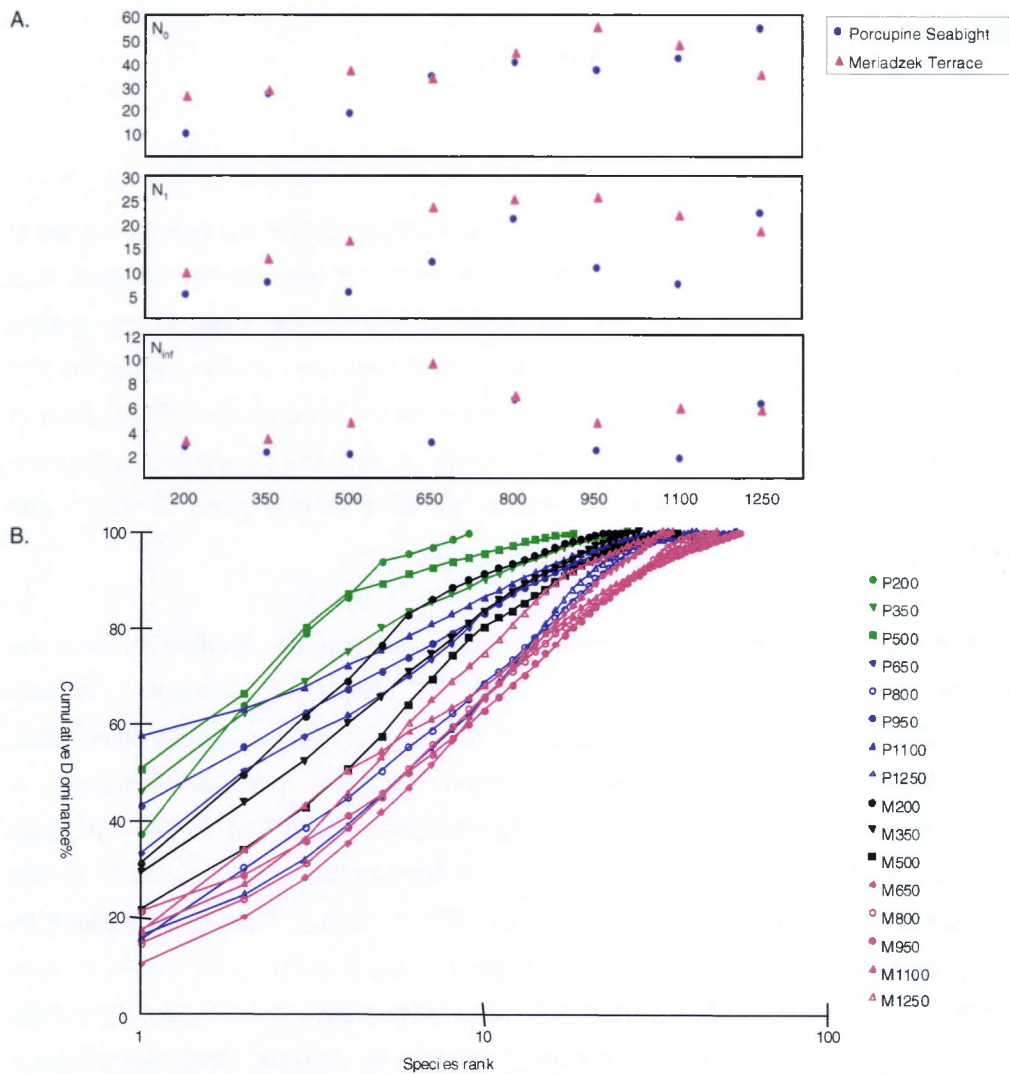 A.
N0
60
50
40
30
20
10
Porcupine Seabight
Meriadzek Terrace
N1
30
25
20
15
10
5
Ninf
12
10
8
6
4
2
200 350 500 650 800 950 1100 1250
B.
100
80
60
40
20
0
Cumulative Dominance%
1 10 100
Species rank
P200
P350
P500
P650
P800
P950
P1100
P1250
M200
M350
M500
M650
M800
M950
M1100
M1250